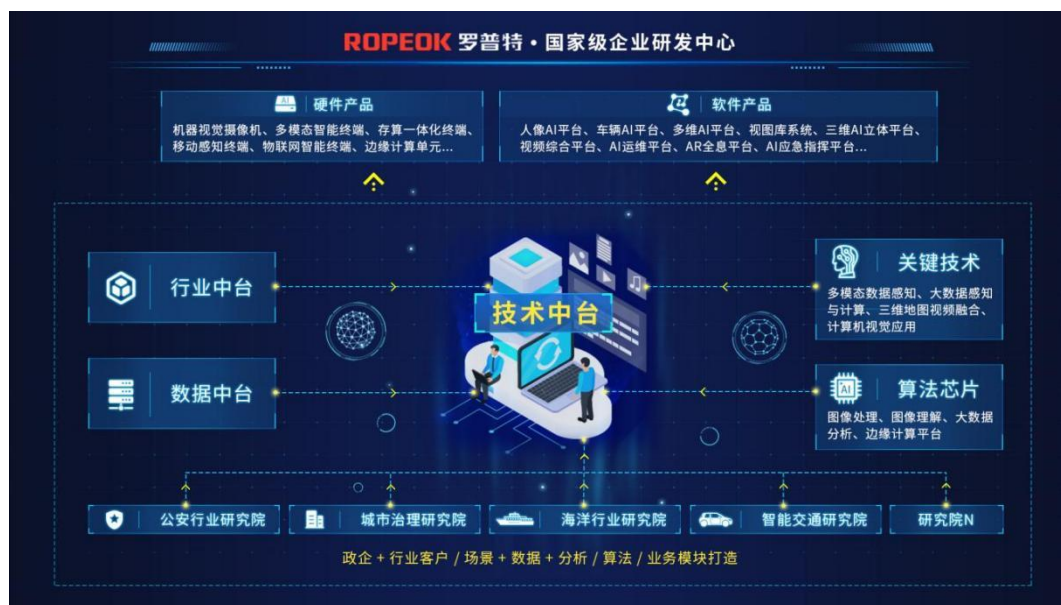 ROPEOK 罗普特·国家级企业研发中心
AI 硬件产品
机器视觉摄像机、多模态智能终端、存算一体化终端、
移动感知终端、物联网智能终端、边缘计算单元...
软件产品
人像AI平台、车辆AI平台、多维AI平台、视图库系统、三维AI立体平台、
视频综合平台、AI运维平台、AR全息平台、AI应急指挥平台...
行业中台
数据中台
技术中台
关键技术
多模态数据感知、大数据感知
与计算、三维地图视频融合、
计算机视觉应用
AI 算法芯片
图像处理、图像理解、大数据
分析、边缘计算平台
公安行业研究院
城市治理研究院
海洋行业研究院
智能交通研究院
研究院N
政企 + 行业客户 / 场景 + 数据 + 分析 / 算法 / 业务模块打造